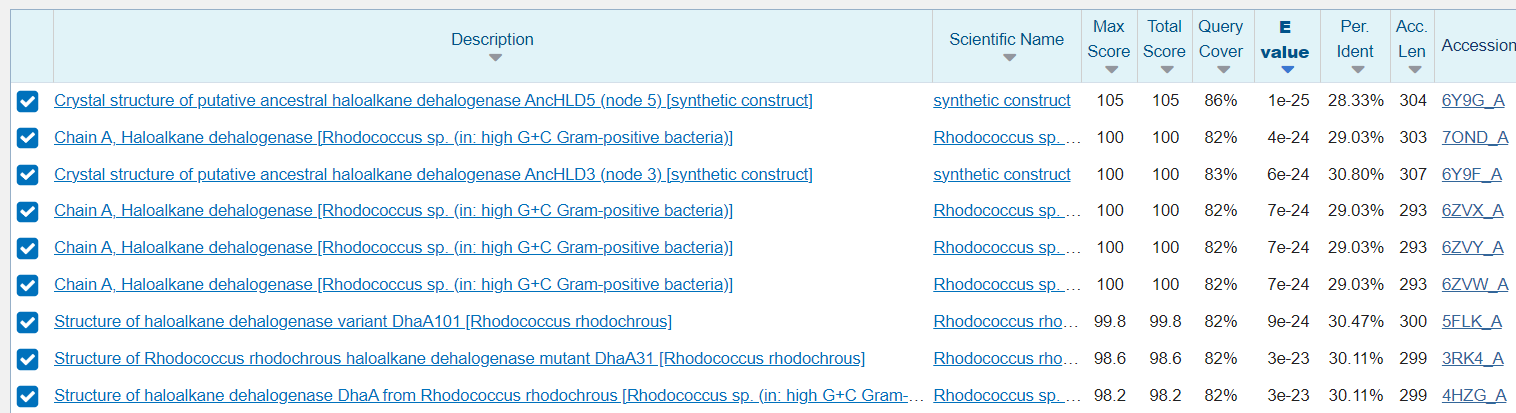 Description Scientific Name Max Score Total Score Query Cover E value Per. Ident Acc. Len Accession
Crystal structure of putative ancestral haloalkane dehalogenase AncHLD5 (node 5) [synthetic construct] synthetic construct 105 105 86% 1e-25 28.33% 304 6Y9G_A
Chain A, Haloalkane dehalogenase [Rhodococcus sp. (in: high G+C Gram-positive bacteria)] Rhodococcus sp. ... 100 100 82% 4e-24 29.03% 303 7OND_A
Crystal structure of putative ancestral haloalkane dehalogenase AncHLD3 (node 3) [synthetic construct] synthetic construct 100 100 83% 6e-24 30.80% 307 6Y9F_A
Chain A, Haloalkane dehalogenase [Rhodococcus sp. (in: high G+C Gram-positive bacteria)] Rhodococcus sp. ... 100 100 82% 7e-24 29.03% 293 6ZVX_A
Chain A, Haloalkane dehalogenase [Rhodococcus sp. (in: high G+C Gram-positive bacteria)] Rhodococcus sp. ... 100 100 82% 7e-24 29.03% 293 6ZVY_A
Chain A, Haloalkane dehalogenase [Rhodococcus sp. (in: high G+C Gram-positive bacteria)] Rhodococcus sp. ... 100 100 82% 7e-24 29.03% 293 6ZVW_A
Structure of haloalkane dehalogenase variant DhaA101 [Rhodococcus rhodochrous] Rhodococcus rho... 99.8 99.8 82% 9e-24 30.47% 300 5FLK_A
Structure of Rhodococcus rhodochrous haloalkane dehalogenase mutant DhaA31 [Rhodococcus rhodochrous] Rhodococcus rho... 98.6 98.6 82% 3e-23 30.11% 299 3RK4_A
Structure of haloalkane dehalogenase DhaA from Rhodococcus rhodochrous [Rhodococcus sp. (in: high G+C Gram-... Rhodococcus sp. ... 98.2 98.2 82% 3e-23 30.11% 299 4HZG_A